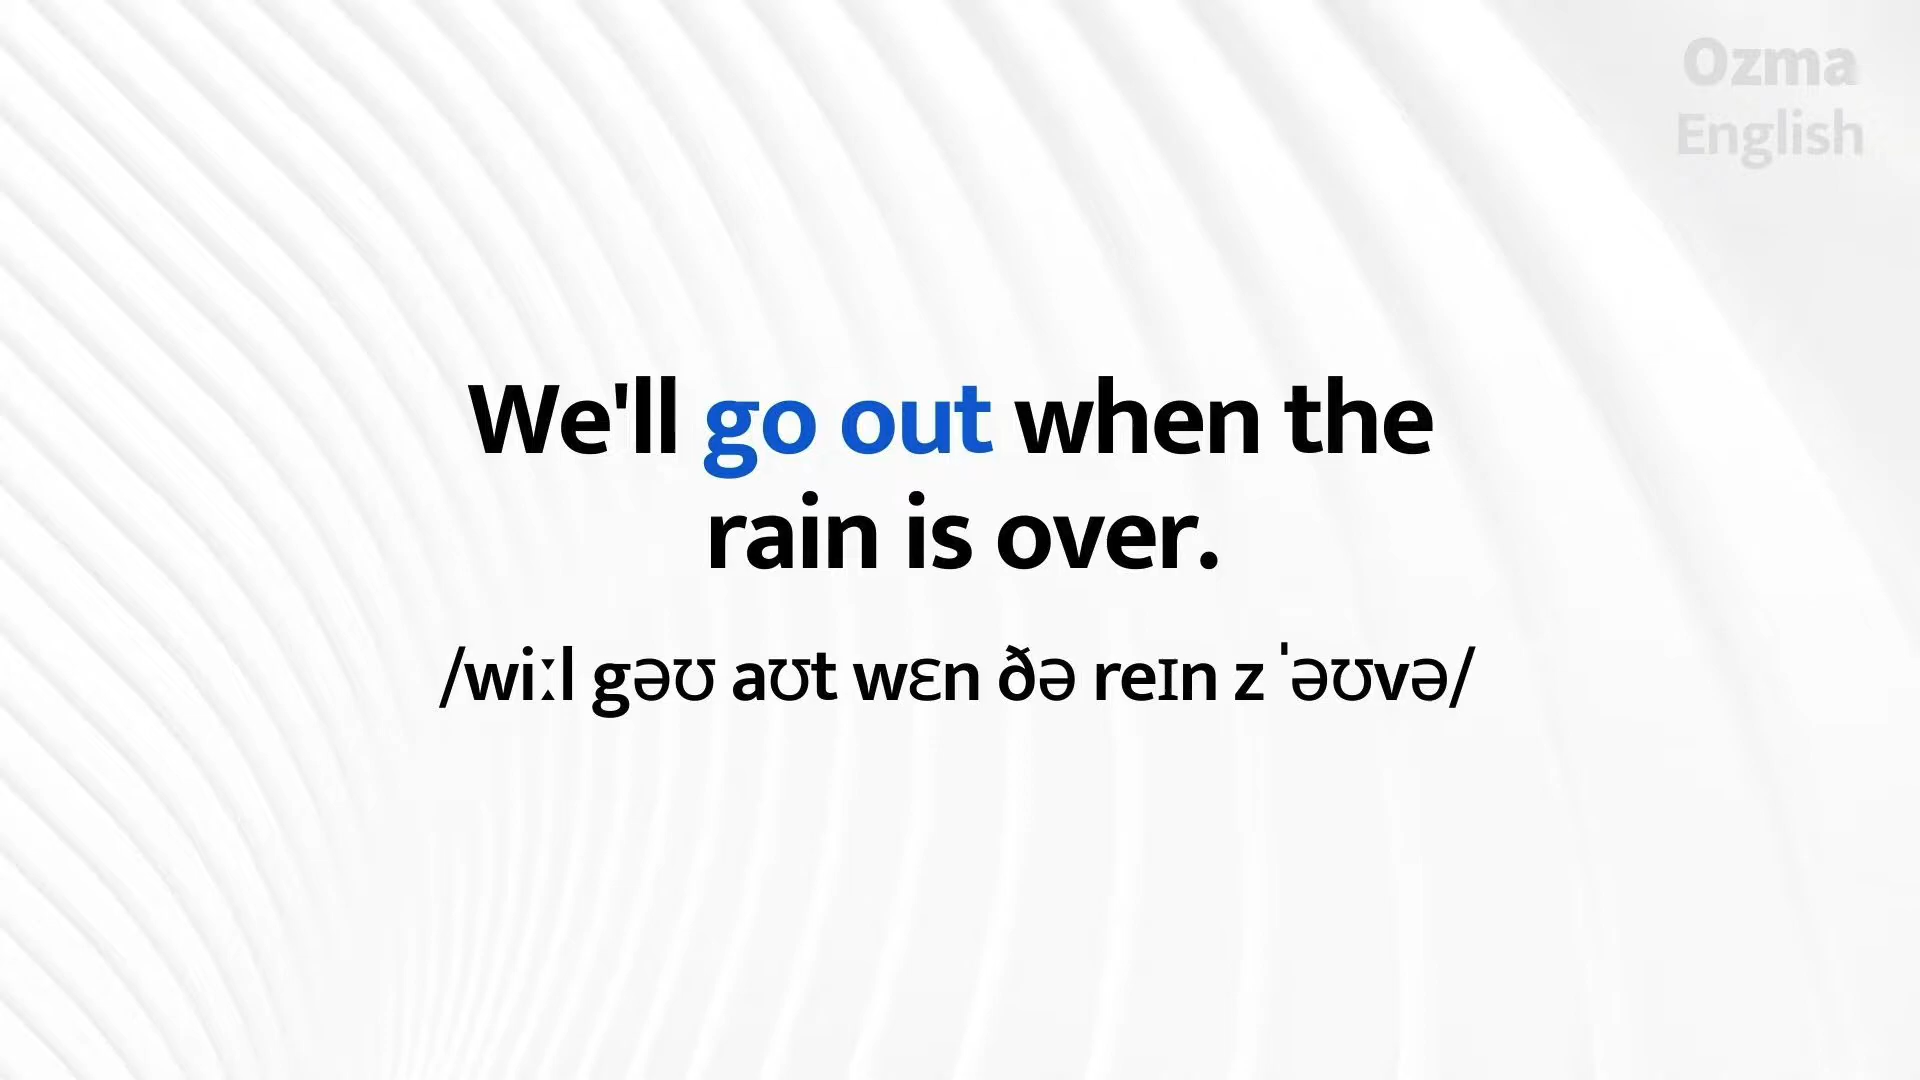 Ozma
English
We'll go out when the
rain is over.
/wiːl gəʊ aʊt wɛn ðə reɪn z ˈəʊvə/